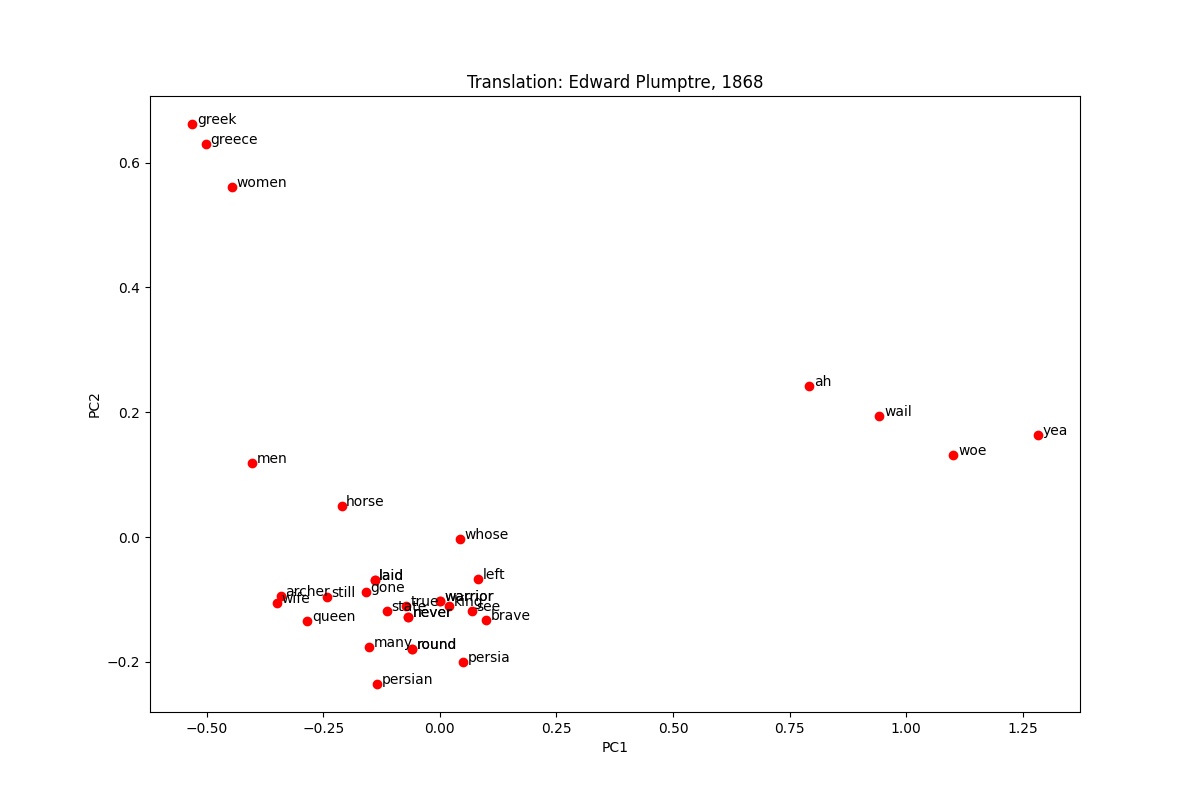 Translation: Edward Plumptre, 1868
greek
greece
women
0.6
0.4
ah
wail
yea
woe
0.2
men
horse
whose
0.0
laid
left
gone
archer
still
wife
true
warrior
king
state
see
never
brave
queen
many
round
persia
−0.2
persian
PC2
−0.50 −0.25 0.00 0.25 0.50 0.75 1.00 1.25
PC1